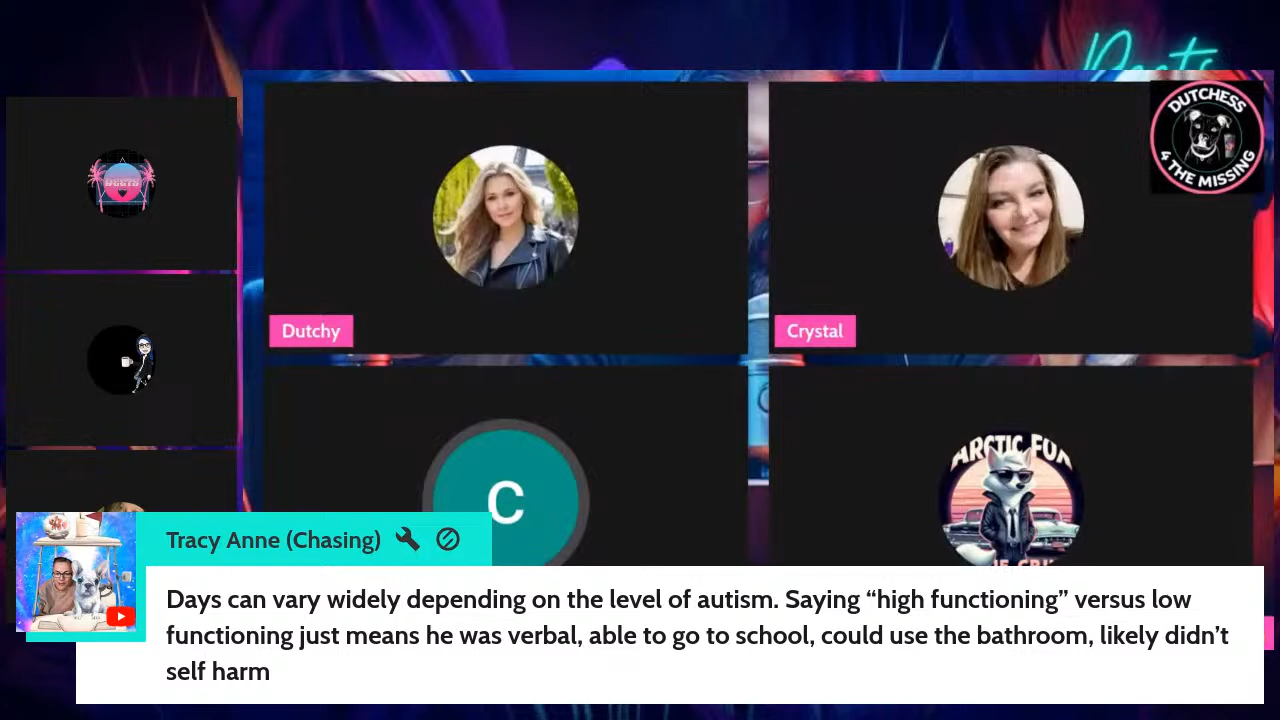 DUTCHESS
4 THE MISSING
Dutchy
Crystal
C
ARCTIC FOX
Tracy Anne (Chasing)
Days can vary widely depending on the level of autism. Saying “high functioning” versus low
functioning just means he was verbal, able to go to school, could use the bathroom, likely didn’t
self harm